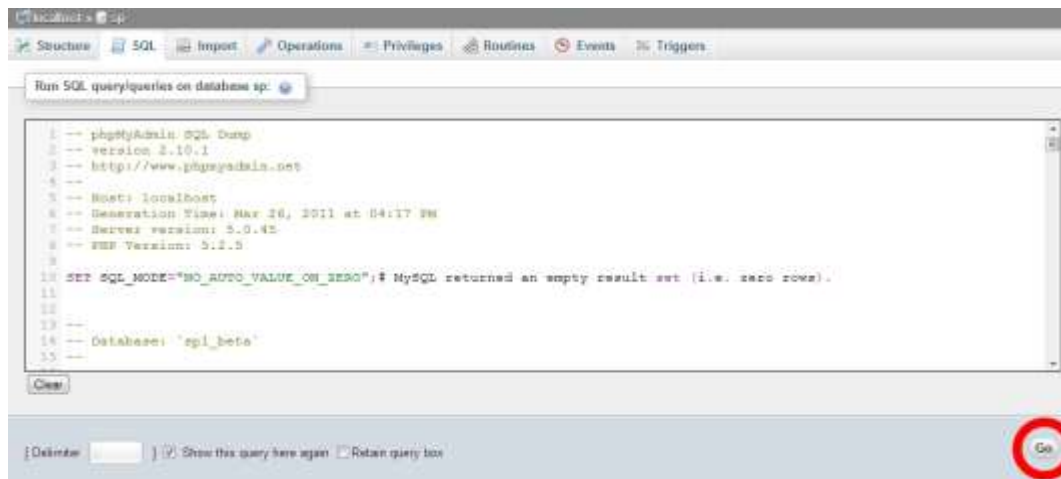 localhost » sp
Structure SQL Import Operations Privileges Routines Events Triggers
Run SQL query/queries on database sp:
1 -- phpMyAdmin SQL Dump
2 -- version 2.10.1
3 -- http://www.phpmyadmin.net
4 --
5 -- Host: localhost
6 -- Generation Time: Mar 26, 2011 at 04:17 PM
7 -- Server version: 5.0.45
8 -- PHP Version: 5.2.5
9
10 SET SQL_MODE="NO_AUTO_VALUE_ON_ZERO";# MySQL returned an empty result set (i.e. zero rows).
11
12
13 --
14 -- Database: `spl_beta`
15 --
Clear
[ Delimiter ] Show this query here again Retain query box
Go